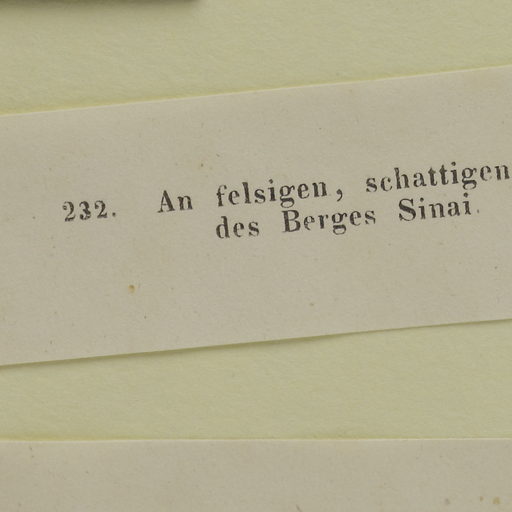 232. An felsigen, schattigen
des Berges Sinai.